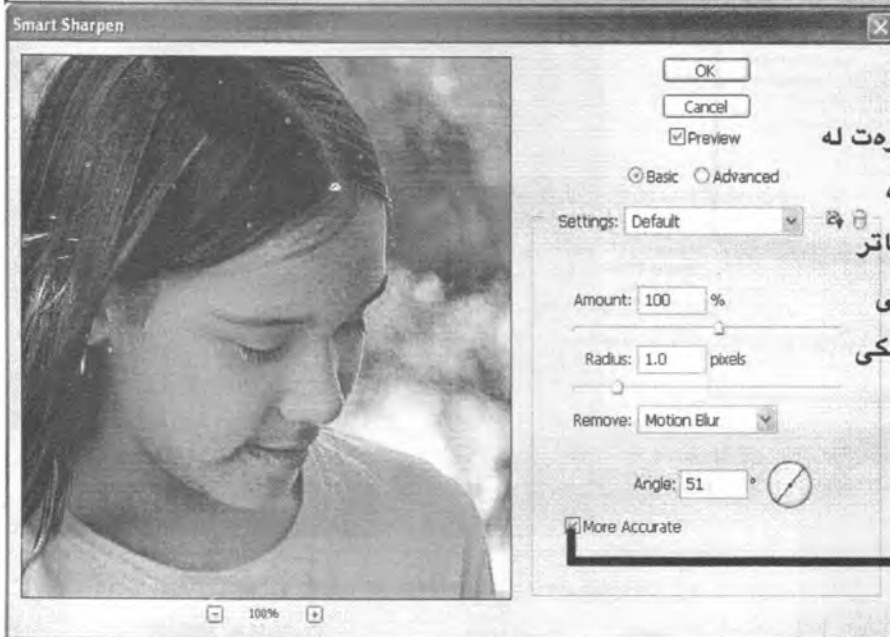 Smart Sharpen
OK
Cancel
Preview
Basic Advanced
Settings: Default
Amount: 100 %
Radius: 1.0 pixels
Remove: Motion Blur
Angle: 51 °
More Accurate
100%
لە